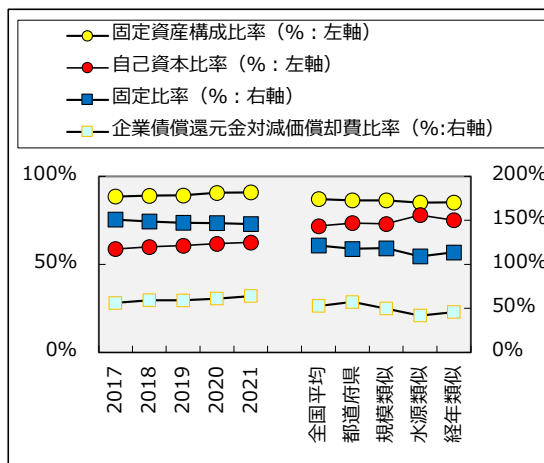 固定資産構成比率（%：左軸）
自己資本比率（%：左軸）
固定比率（%：右軸）
企業債償還元金対減価償却費比率（%:右軸）
100%
50%
0%
200%
150%
100%
50%
0%
2017
2018
2019
2020
2021
全国平均
都道府県
規模類似
水源類似
経年類似